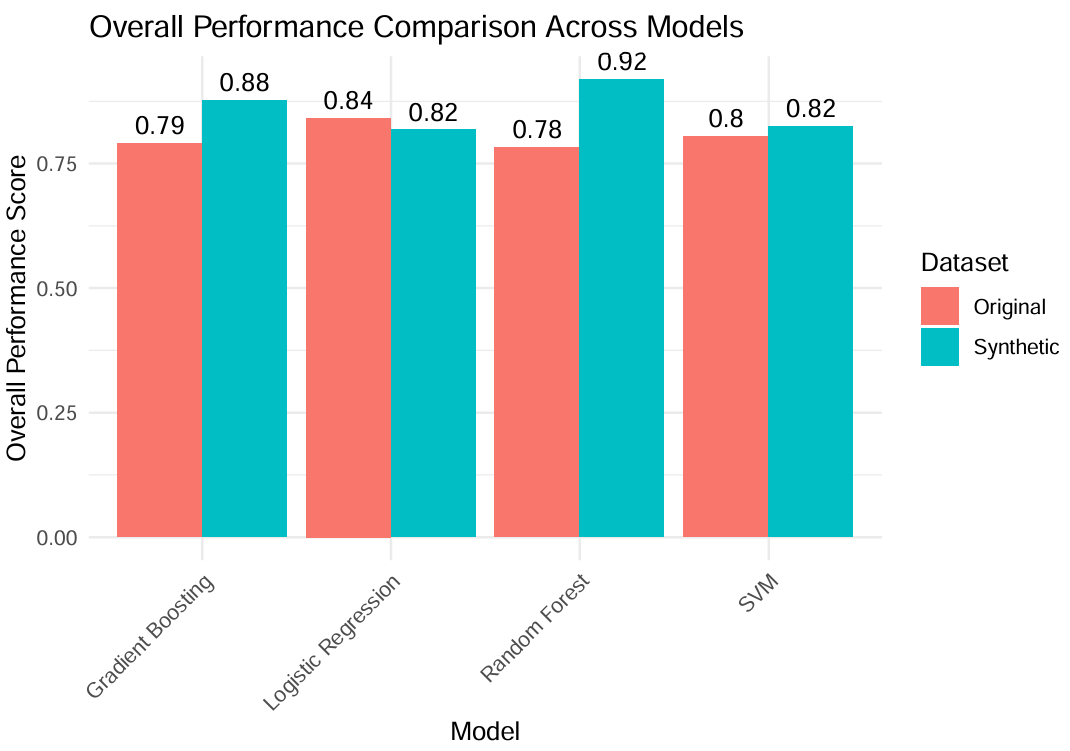 Overall Performance Comparison Across Models
0.79
0.88
0.84
0.82
0.78
0.92
0.8
0.82
Overall Performance Score
0.75
0.50
0.25
0.00
Gradient Boosting
Logistic Regression
Random Forest
SVM
Model
Dataset
Original
Synthetic